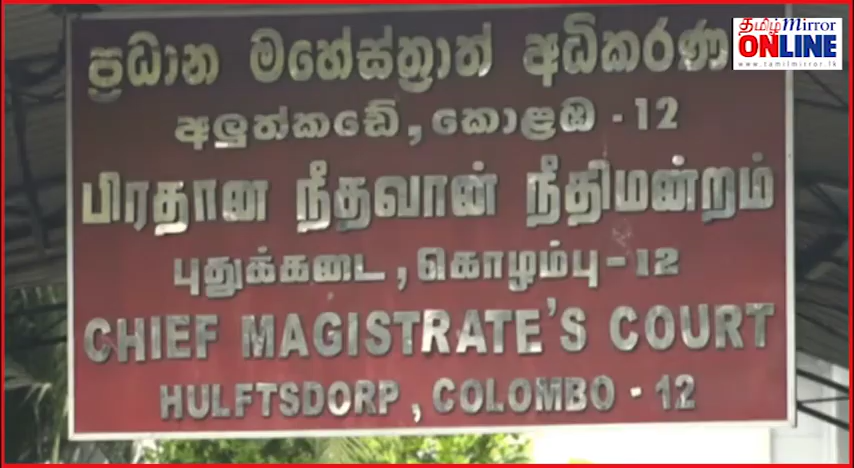 தமிழ் mirror
ONLINE
www.tamilmirror.lk
ප්‍රධාන මහේස්ත්‍රාත් අධිකරණ
අලුත්කඩේ, කොළඹ - 12
பிரதான நீதவான் நீதிமன்றம்
புதுக்கடை, கொழம்பு - 12
CHIEF MAGISTRATE'S COURT
HULFTSDORP, COLOMBO - 12